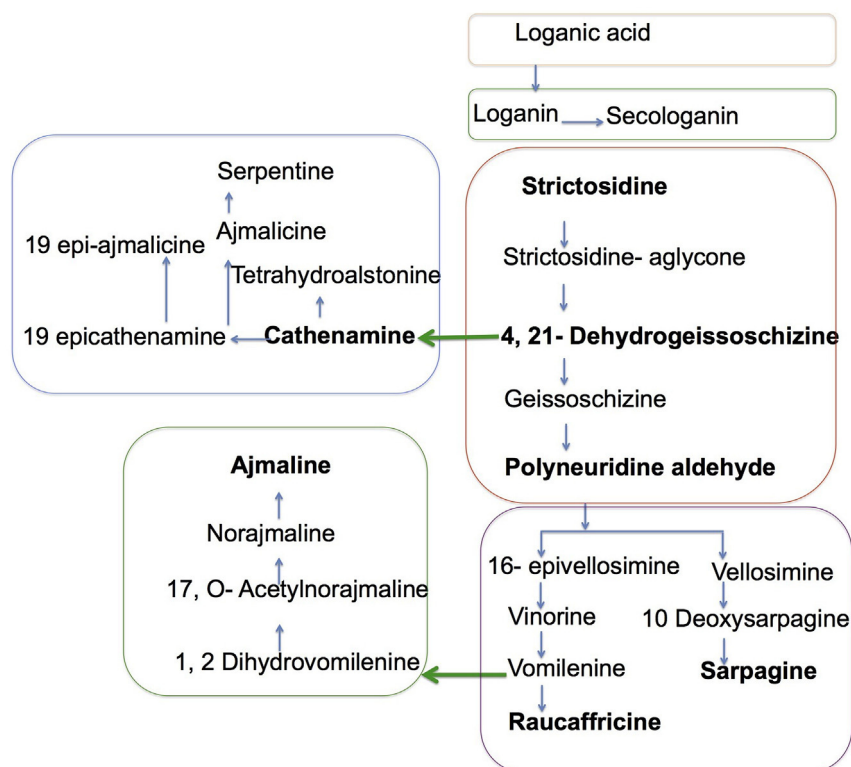 Loganic acid
Loganin
Secologanin
Strictosidine
Strictosidine- aglycone
4, 21- Dehydrogeissoschizine
Geissoschizine
Polyneuridine aldehyde
Serpentine
Ajmalicine
19 epi-ajmalicine
Tetrahydroalstonine
19 epicathenamine
Cathenamine
Ajmaline
Norajmaline
17, O- Acetylnorajmaline
1, 2 Dihydrovomilenine
16- epivellosimine
Vinorine
Vomilenine
Raucaffricine
Vellosimine
10 Deoxysarpagine
Sarpagine